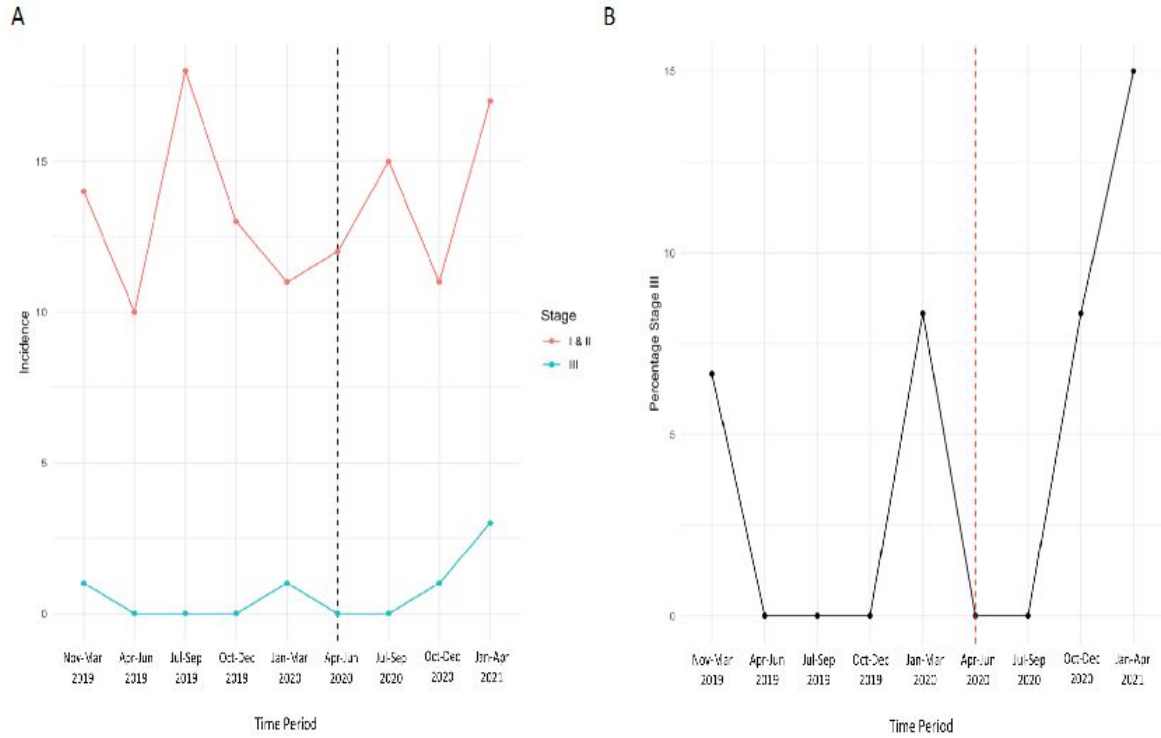 A
B
Incidence
15
10
5
0
Nov-Mar 2019
Apr-Jun 2019
Jul-Sep 2019
Oct-Dec 2019
Jan-Mar 2020
Apr-Jun 2020
Jul-Sep 2020
Oct-Dec 2020
Jan-Apr 2021
Time Period
Stage
I & II
III
Percentage Stage III
15
10
5
0
Nov-Mar 2019
Apr-Jun 2019
Jul-Sep 2019
Oct-Dec 2019
Jan-Mar 2020
Apr-Jun 2020
Jul-Sep 2020
Oct-Dec 2020
Jan-Apr 2021
Time Period